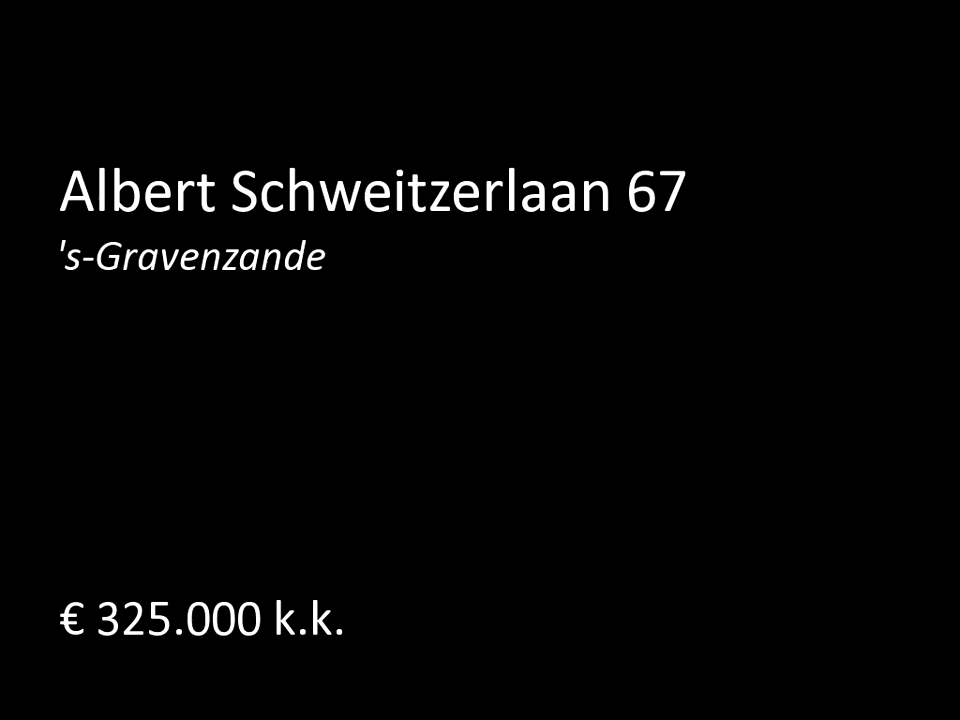 Albert Schweitzerlaan 67
's-Gravenzande
€ 325.000 k.k.